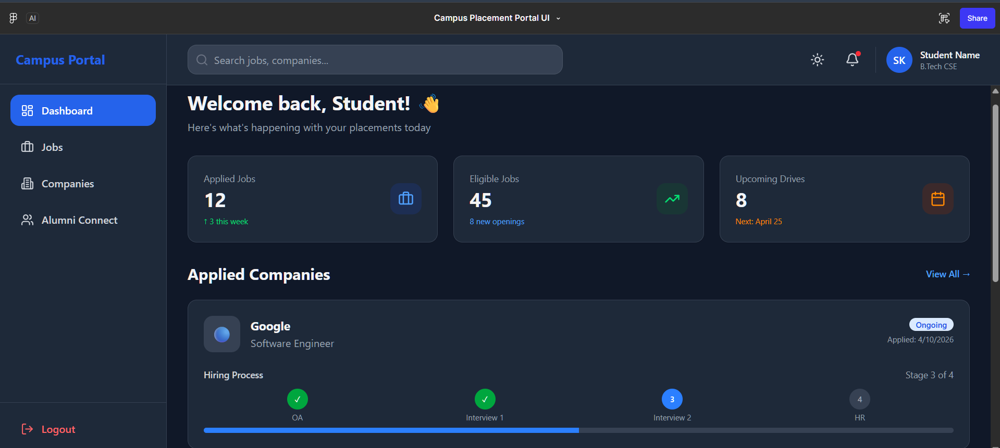 AI
Campus Placement Portal UI
Share
Campus Portal
Search jobs, companies...
SK
Student Name
B.Tech CSE
Dashboard
Jobs
Companies
Alumni Connect
Logout
Welcome back, Student! 👋
Here's what's happening with your placements today
Applied Jobs
12
↑ 3 this week
Eligible Jobs
45
8 new openings
Upcoming Drives
8
Next: April 25
Applied Companies
View All →
Google
Software Engineer
Ongoing
Applied: 4/10/2026
Hiring Process
Stage 3 of 4
✓
OA
✓
Interview 1
3
Interview 2
4
HR